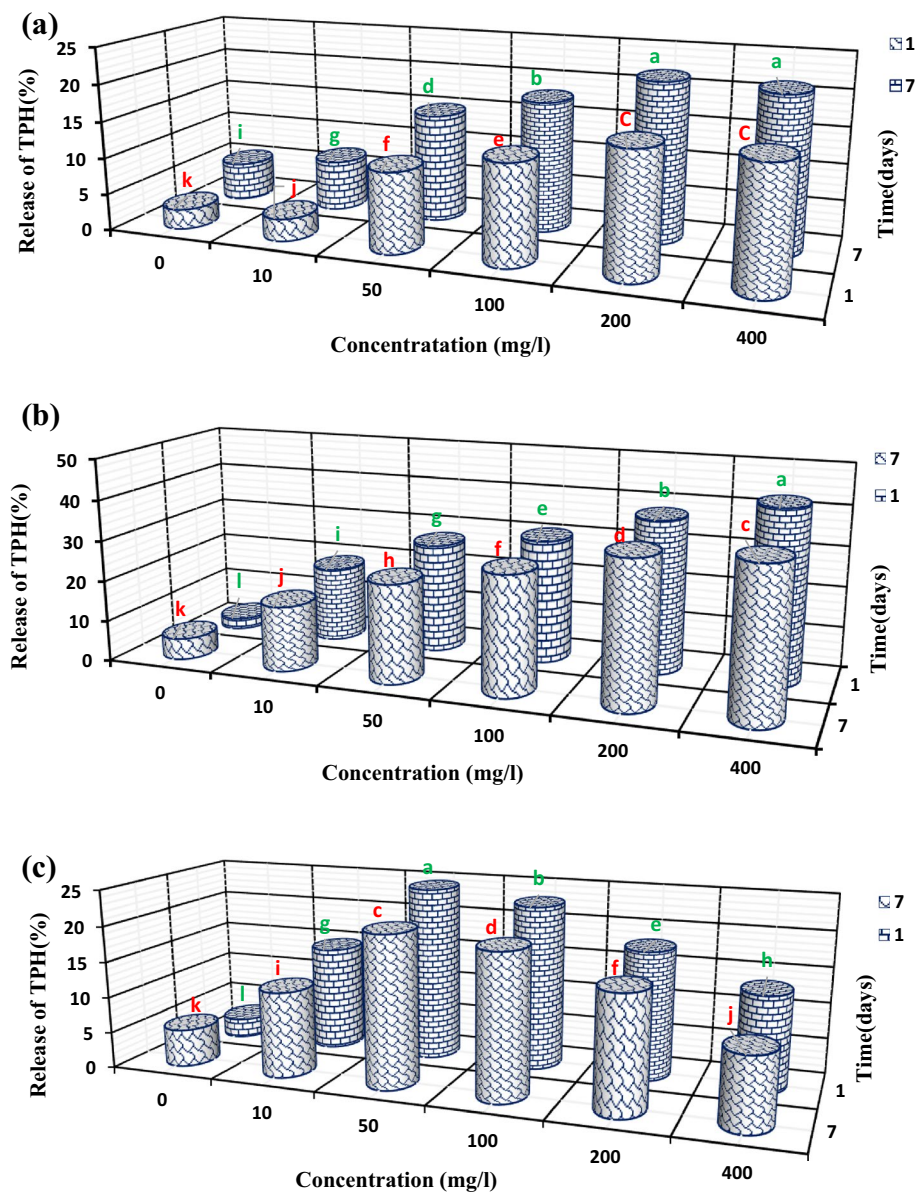 (a)
25
20
15
10
5
0
Release of TPH(%)
k
i
j
g
f
d
e
b
C
a
C
a
1
7
Time(days)
7
1
0
10
50
100
200
400
Concentratation (mg/l)
(b)
50
40
30
20
10
0
Release of TPH(%)
k
l
j
i
h
g
f
e
d
b
c
a
7
1
Time(days)
1
7
0
10
50
100
200
400
Concentration (mg/l)
(c)
25
20
15
10
5
0
Release of TPH(%)
k
l
i
g
c
a
d
b
f
e
j
h
7
1
Time(days)
1
7
0
10
50
100
200
400
Concentration (mg/l)